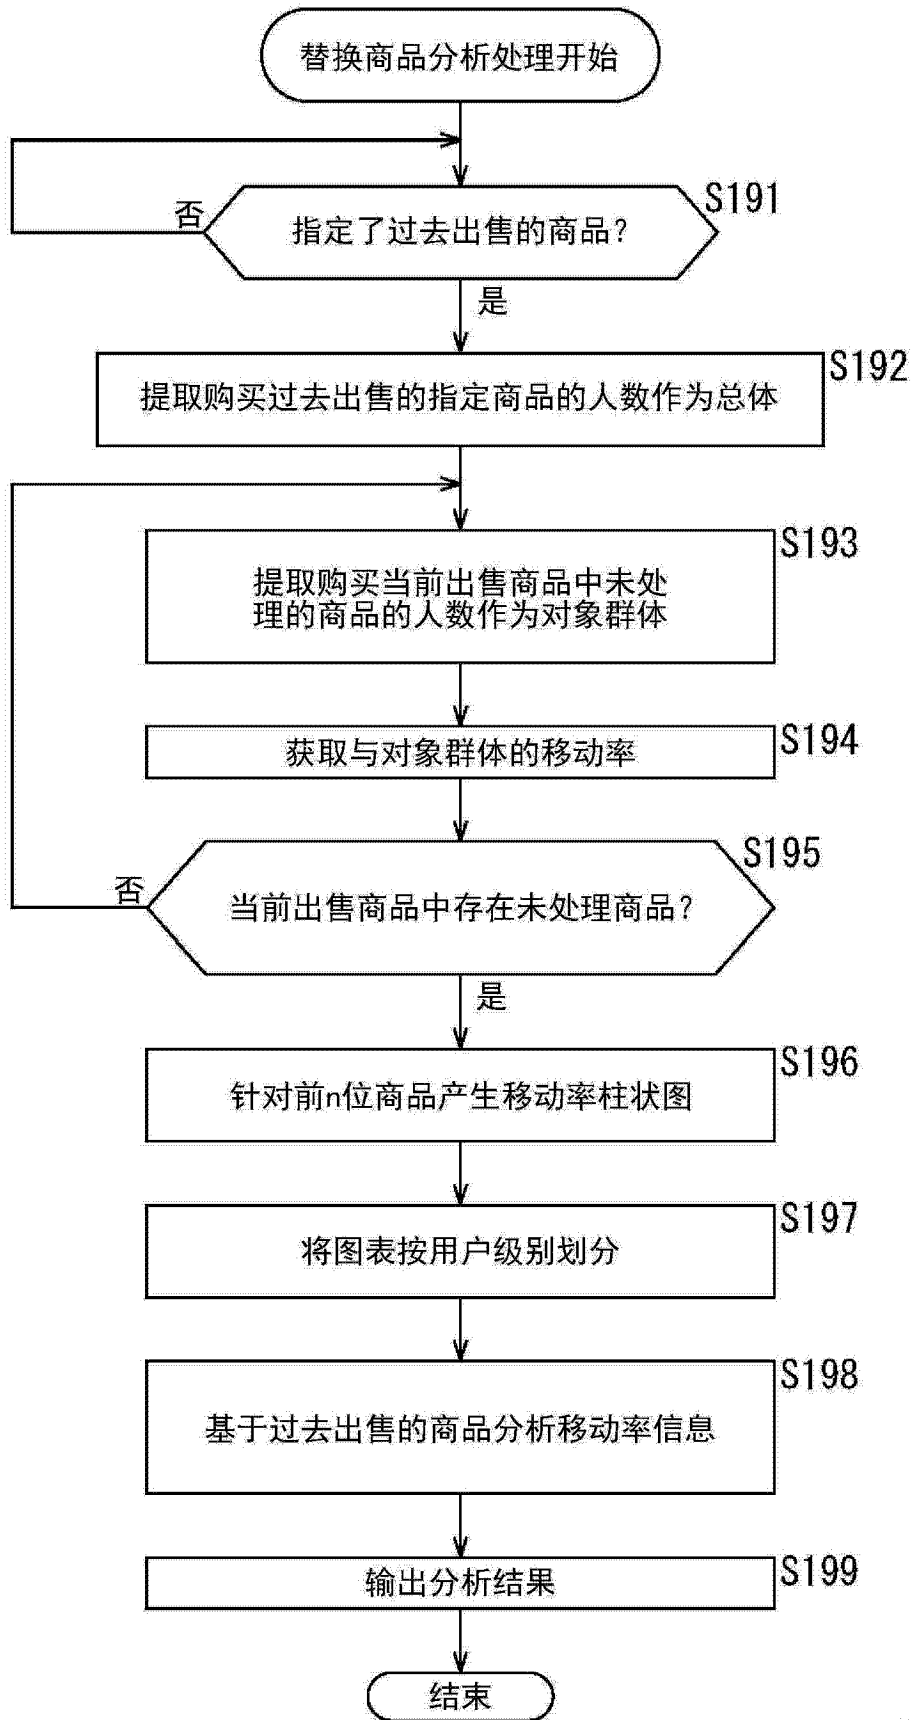 替换商品分析处理开始
S191
否
指定了过去出售的商品?
是
S192
提取购买过去出售的指定商品的人数作为总体
S193
提取购买当前出售商品中未处
理的商品的人数作为对象群体
S194
获取与对象群体的移动率
S195
否
当前出售商品中存在未处理商品?
是
S196
针对前n位商品产生移动率柱状图
S197
将图表按用户级别划分
S198
基于过去出售的商品分析移动率信息
S199
输出分析结果
结束